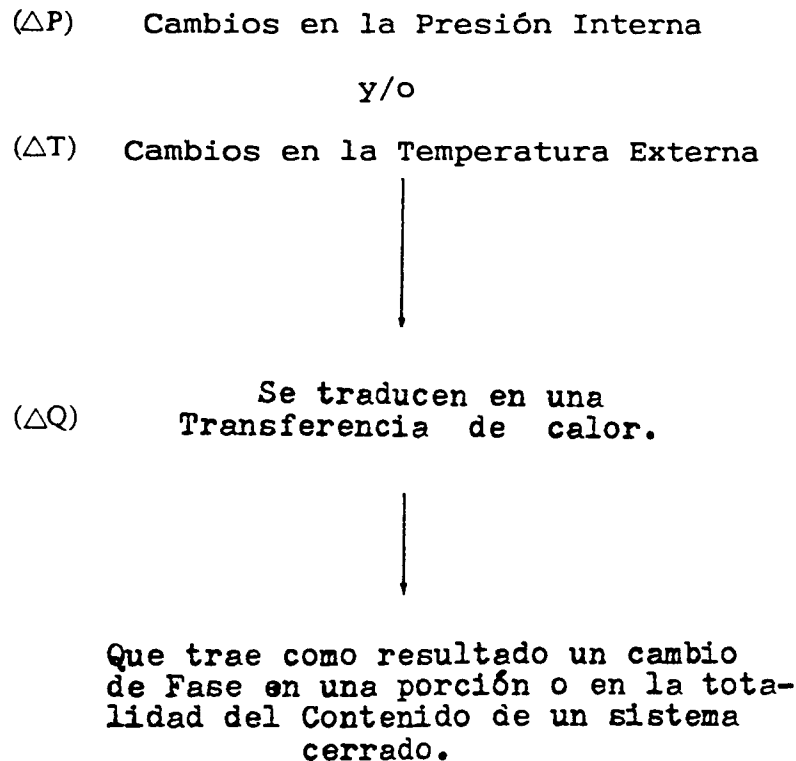 (△P) Cambios en la Presión Interna
y/o
(△T) Cambios en la Temperatura Externa
Se traducen en una
(△Q) Transferencia de calor.
Que trae como resultado un cambio
de Fase en una porción o en la tota-
lidad del Contenido de un sistema
cerrado.